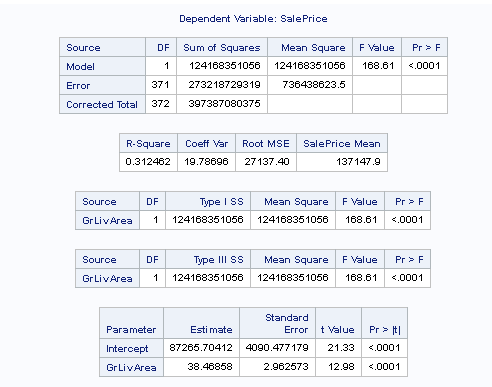 Dependent Variable: SalePrice
Source DF Sum of Squares Mean Square F Value Pr > F
Model 1 124168351056 124168351056 168.61 <.0001
Error 371 273218729319 736438623.5
Corrected Total 372 397387080375
R-Square Coeff Var Root MSE SalePrice Mean
0.312462 19.78696 27137.40 137147.9
Source DF Type I SS Mean Square F Value Pr > F
GrLivArea 1 124168351056 124168351056 168.61 <.0001
Source DF Type III SS Mean Square F Value Pr > F
GrLivArea 1 124168351056 124168351056 168.61 <.0001
Parameter Estimate Standard Error t Value Pr > |t|
Intercept 87265.70412 4090.477179 21.33 <.0001
GrLivArea 38.46858 2.962573 12.98 <.0001